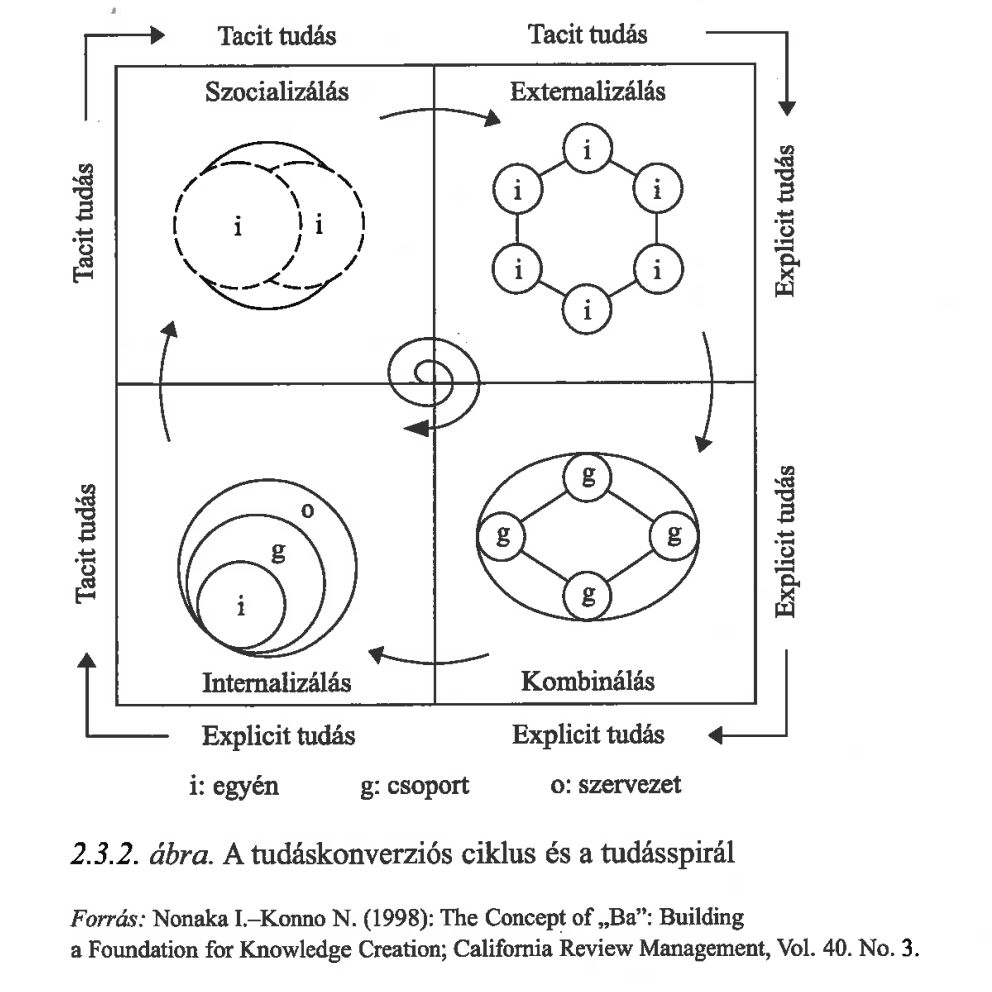 Tacit tudás Tacit tudás
Szocializálás Externalizálás
Tacit tudás
Explicit tudás
i i
i
i
i
i
i
i
Tacit tudás
Explicit tudás
o
g
i
g
g
g
g
Internalizálás Kombinálás
Explicit tudás Explicit tudás
i: egyén g: csoport o: szervezet
2.3.2. ábra. A tudáskonverziós ciklus és a tudásspirál
Forrás: Nonaka I.–Konno N. (1998): The Concept of „Ba”: Building
a Foundation for Knowledge Creation; California Review Management, Vol. 40. No. 3.